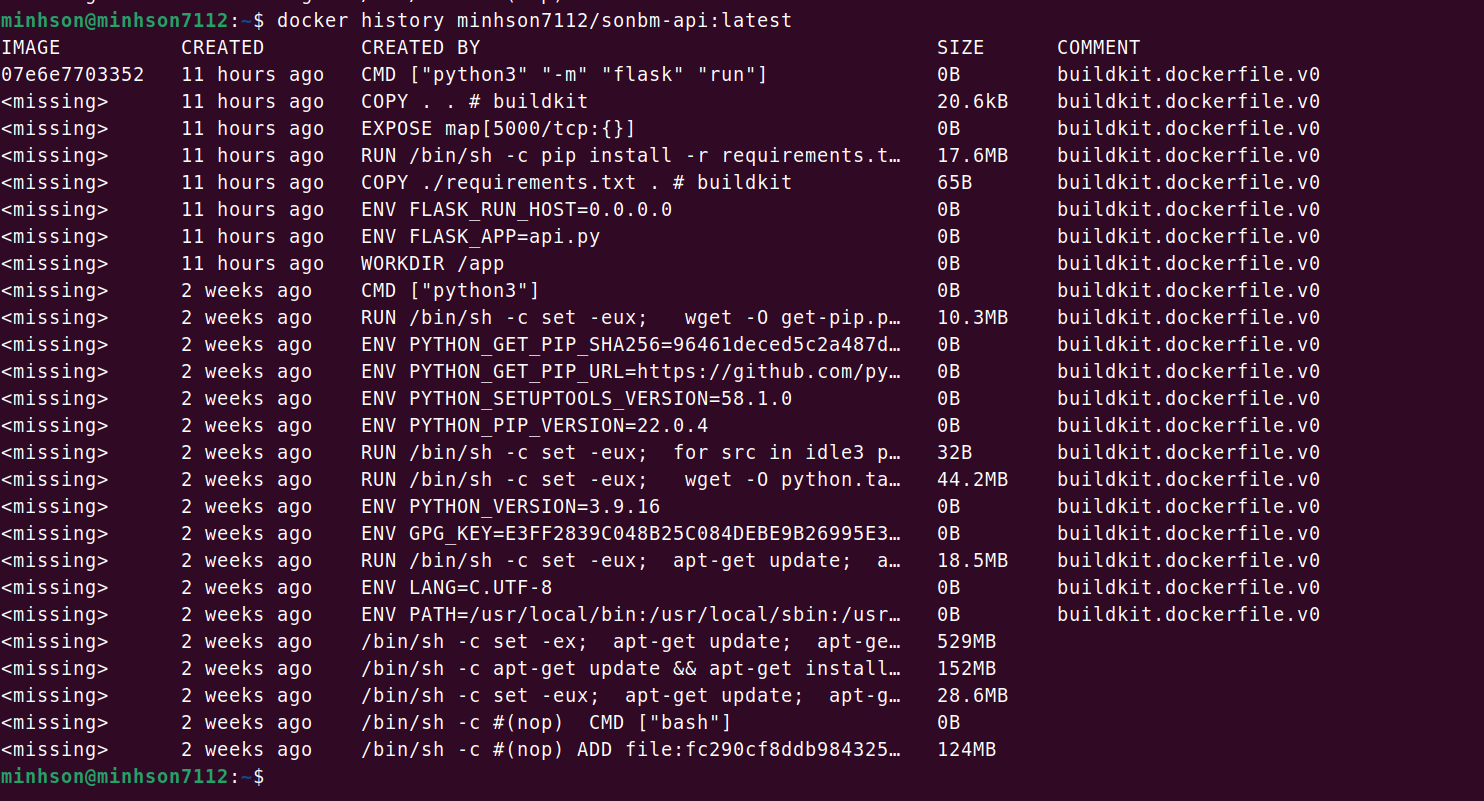 minhson@minhson7112:~$ docker history minhson7112/sonbm-api:latest
IMAGE CREATED CREATED BY SIZE COMMENT
07e6e7703352 11 hours ago CMD ["python3" "-m" "flask" "run"] 0B buildkit.dockerfile.v0
<missing> 11 hours ago COPY . . # buildkit 20.6kB buildkit.dockerfile.v0
<missing> 11 hours ago EXPOSE map[5000/tcp:{}] 0B buildkit.dockerfile.v0
<missing> 11 hours ago RUN /bin/sh -c pip install -r requirements.t… 17.6MB buildkit.dockerfile.v0
<missing> 11 hours ago COPY ./requirements.txt . # buildkit 65B buildkit.dockerfile.v0
<missing> 11 hours ago ENV FLASK_RUN_HOST=0.0.0.0 0B buildkit.dockerfile.v0
<missing> 11 hours ago ENV FLASK_APP=api.py 0B buildkit.dockerfile.v0
<missing> 11 hours ago WORKDIR /app 0B buildkit.dockerfile.v0
<missing> 2 weeks ago CMD ["python3"] 0B buildkit.dockerfile.v0
<missing> 2 weeks ago RUN /bin/sh -c set -eux; wget -O get-pip.p… 10.3MB buildkit.dockerfile.v0
<missing> 2 weeks ago ENV PYTHON_GET_PIP_SHA256=96461deced5c2a487d… 0B buildkit.dockerfile.v0
<missing> 2 weeks ago ENV PYTHON_GET_PIP_URL=https://github.com/py… 0B buildkit.dockerfile.v0
<missing> 2 weeks ago ENV PYTHON_SETUPTOOLS_VERSION=58.1.0 0B buildkit.dockerfile.v0
<missing> 2 weeks ago ENV PYTHON_PIP_VERSION=22.0.4 0B buildkit.dockerfile.v0
<missing> 2 weeks ago RUN /bin/sh -c set -eux; for src in idle3 p… 32B buildkit.dockerfile.v0
<missing> 2 weeks ago RUN /bin/sh -c set -eux; wget -O python.ta… 44.2MB buildkit.dockerfile.v0
<missing> 2 weeks ago ENV PYTHON_VERSION=3.9.16 0B buildkit.dockerfile.v0
<missing> 2 weeks ago ENV GPG_KEY=E3FF2839C048B25C084DEBE9B26995E3… 0B buildkit.dockerfile.v0
<missing> 2 weeks ago RUN /bin/sh -c set -eux; apt-get update; a… 18.5MB buildkit.dockerfile.v0
<missing> 2 weeks ago ENV LANG=C.UTF-8 0B buildkit.dockerfile.v0
<missing> 2 weeks ago ENV PATH=/usr/local/bin:/usr/local/sbin:/usr… 0B buildkit.dockerfile.v0
<missing> 2 weeks ago /bin/sh -c set -ex; apt-get update; apt-ge… 529MB
<missing> 2 weeks ago /bin/sh -c apt-get update && apt-get install… 152MB
<missing> 2 weeks ago /bin/sh -c set -eux; apt-get update; apt-g… 28.6MB
<missing> 2 weeks ago /bin/sh -c #(nop) CMD ["bash"] 0B
<missing> 2 weeks ago /bin/sh -c #(nop) ADD file:fc290cf8ddb984325… 124MB
minhson@minhson7112:~$